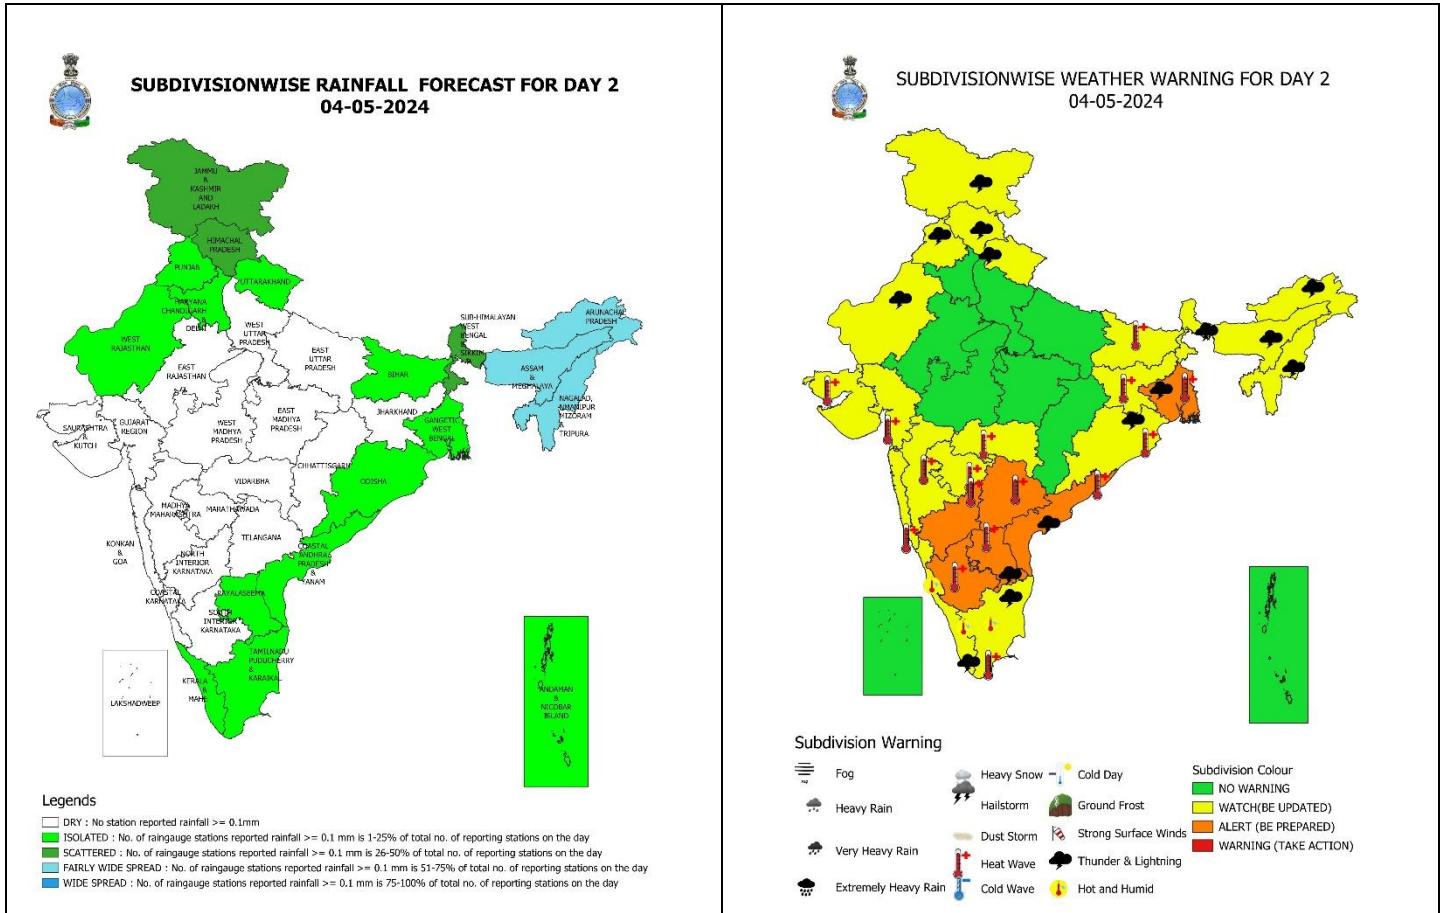 SUBDIVISIONWISE RAINFALL FORECAST FOR DAY 2
04-05-2024
JAMMU
&
KASHMIR
AND
LADAKH
HIMACHAL
PRADESH
PUNJAB
UTTARAKHAND
HARYANA
CHANDIGARH
&
DELHI
WEST
RAJASTHAN
WEST
UTTAR
PRADESH
EAST
UTTAR
PRADESH
EAST
RAJASTHAN
SUB-HIMALAYAN
WEST
BENGAL
&
SIKKIM
ARUNACHAL
PRADESH
ASSAM
&
MEGHALAYA
NAGALAD,
MANIPUR
MIZORAM
&
TRIPURA
BIHAR
JHARKHAND
GANGETIC
WEST
BENGAL
SAURASHTRA
&
KUTCH
GUJARAT
REGION
WEST
MADHYA
PRADESH
EAST
MADHYA
PRADESH
CHHATTISGARH
ODISHA
VIDARBHA
MADHYA
MAHARASHTRA
MARATHAWADA
TELANGANA
KONKAN
&
GOA
NORTH
INTERIOR
KARNATAKA
COASTAL
ANDHRA
PRADESH
&
YANAM
COASTAL
KARNATAKA
RAYALASEEMA
SOUTH
INTERIOR
KARNATAKA
TAMILNADU
PUDUCHERRY
&
KARAIKAL
KERALA
&
MAHE
LAKSHADWEEP
ANDAMAN
&
NICOBAR
ISLAND
Legends
DRY : No station reported rainfall >= 0.1mm
ISOLATED : No. of raingauge stations reported rainfall >= 0.1 mm is 1-25% of total no. of reporting stations on the day
SCATTERED : No. of raingauge stations reported rainfall >= 0.1 mm is 26-50% of total no. of reporting stations on the day
FAIRLY WIDE SPREAD : No. of raingauge stations reported rainfall >= 0.1 mm is 51-75% of total no. of reporting stations on the day
WIDE SPREAD : No. of raingauge stations reported rainfall >= 0.1 mm is 75-100% of total no. of reporting stations on the day
SUBDIVISIONWISE WEATHER WARNING FOR DAY 2
04-05-2024
Subdivision Warning
Fog
Heavy Rain
Very Heavy Rain
Extremely Heavy Rain
Heavy Snow
Hailstorm
Dust Storm
Heat Wave
Cold Wave
Cold Day
Ground Frost
Strong Surface Winds
Thunder & Lightning
Hot and Humid
Subdivision Colour
NO WARNING
WATCH(BE UPDATED)
ALERT (BE PREPARED)
WARNING (TAKE ACTION)